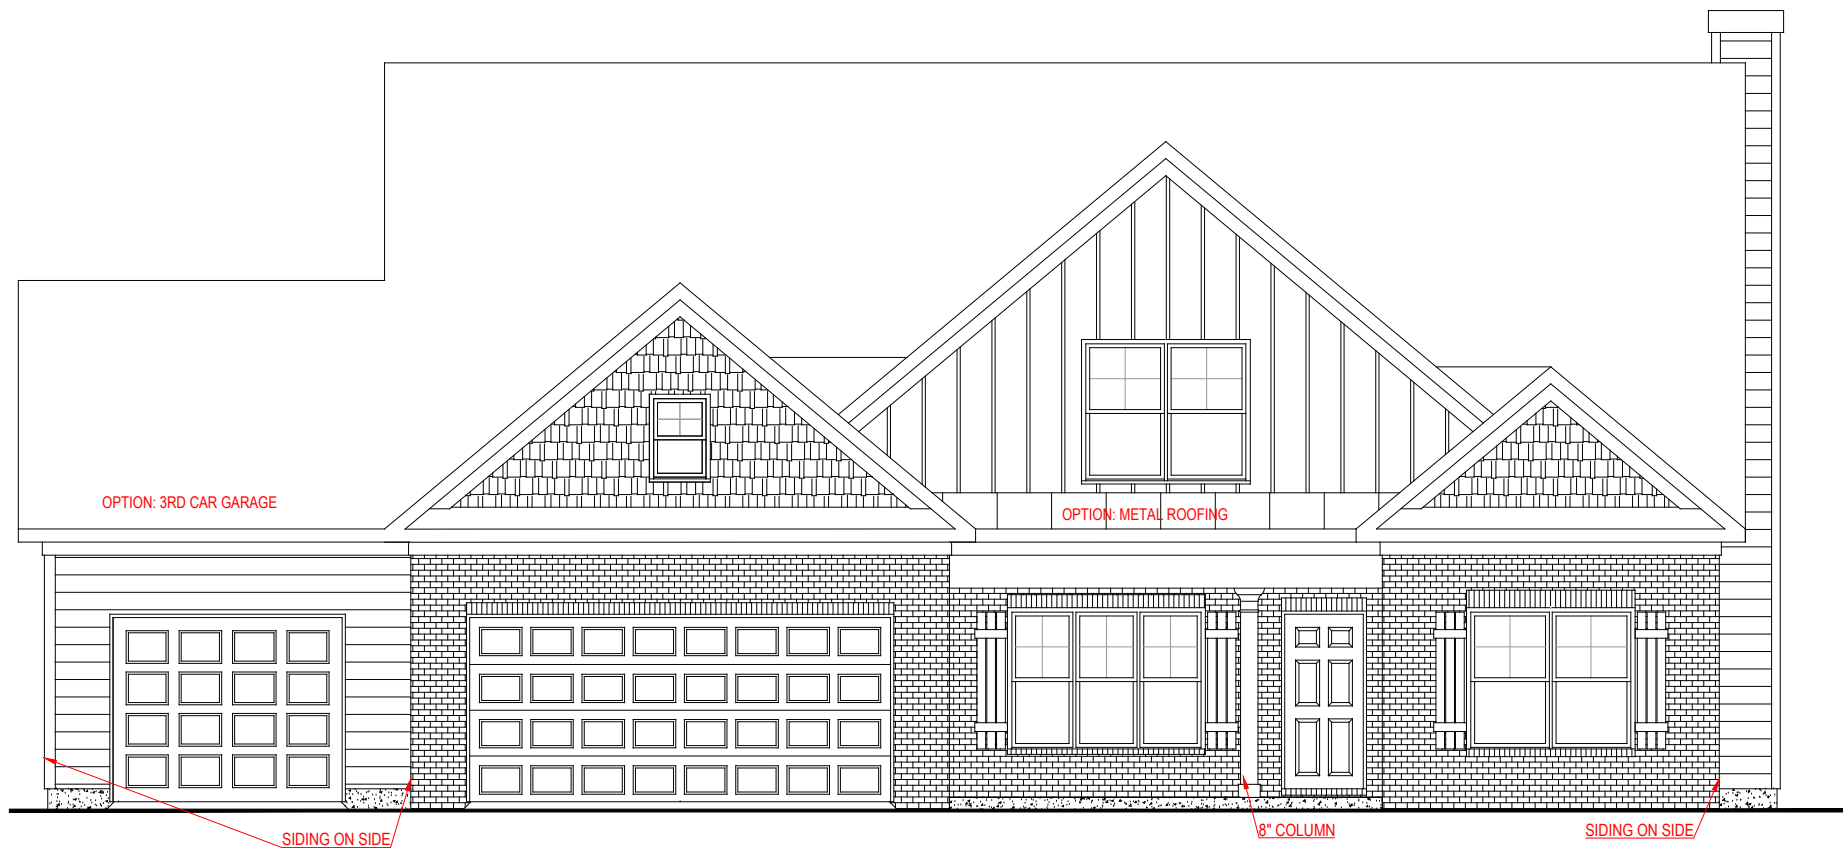 OPTION: 3RD CAR GARAGE
OPTION: METAL ROOFING
SIDING ON SIDE
8" COLUMN
SIDING ON SIDE